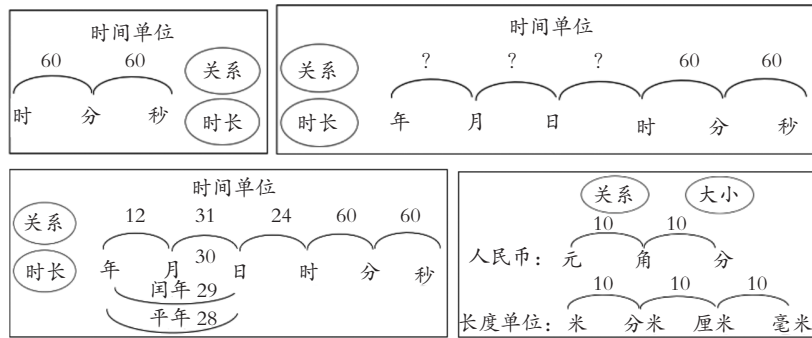 时间单位
60 60
关系
时长
时 分 秒
时间单位
? ? ? 60 60
关系
时长
年 月 日 时 分 秒
时间单位
12 31 24 60 60
关系
30
时长
年 月 日 时 分 秒
闰年 29
平年 28
关系 大小
10 10
人民币: 元 角 分
10 10 10
长度单位: 米 分米 厘米 毫米